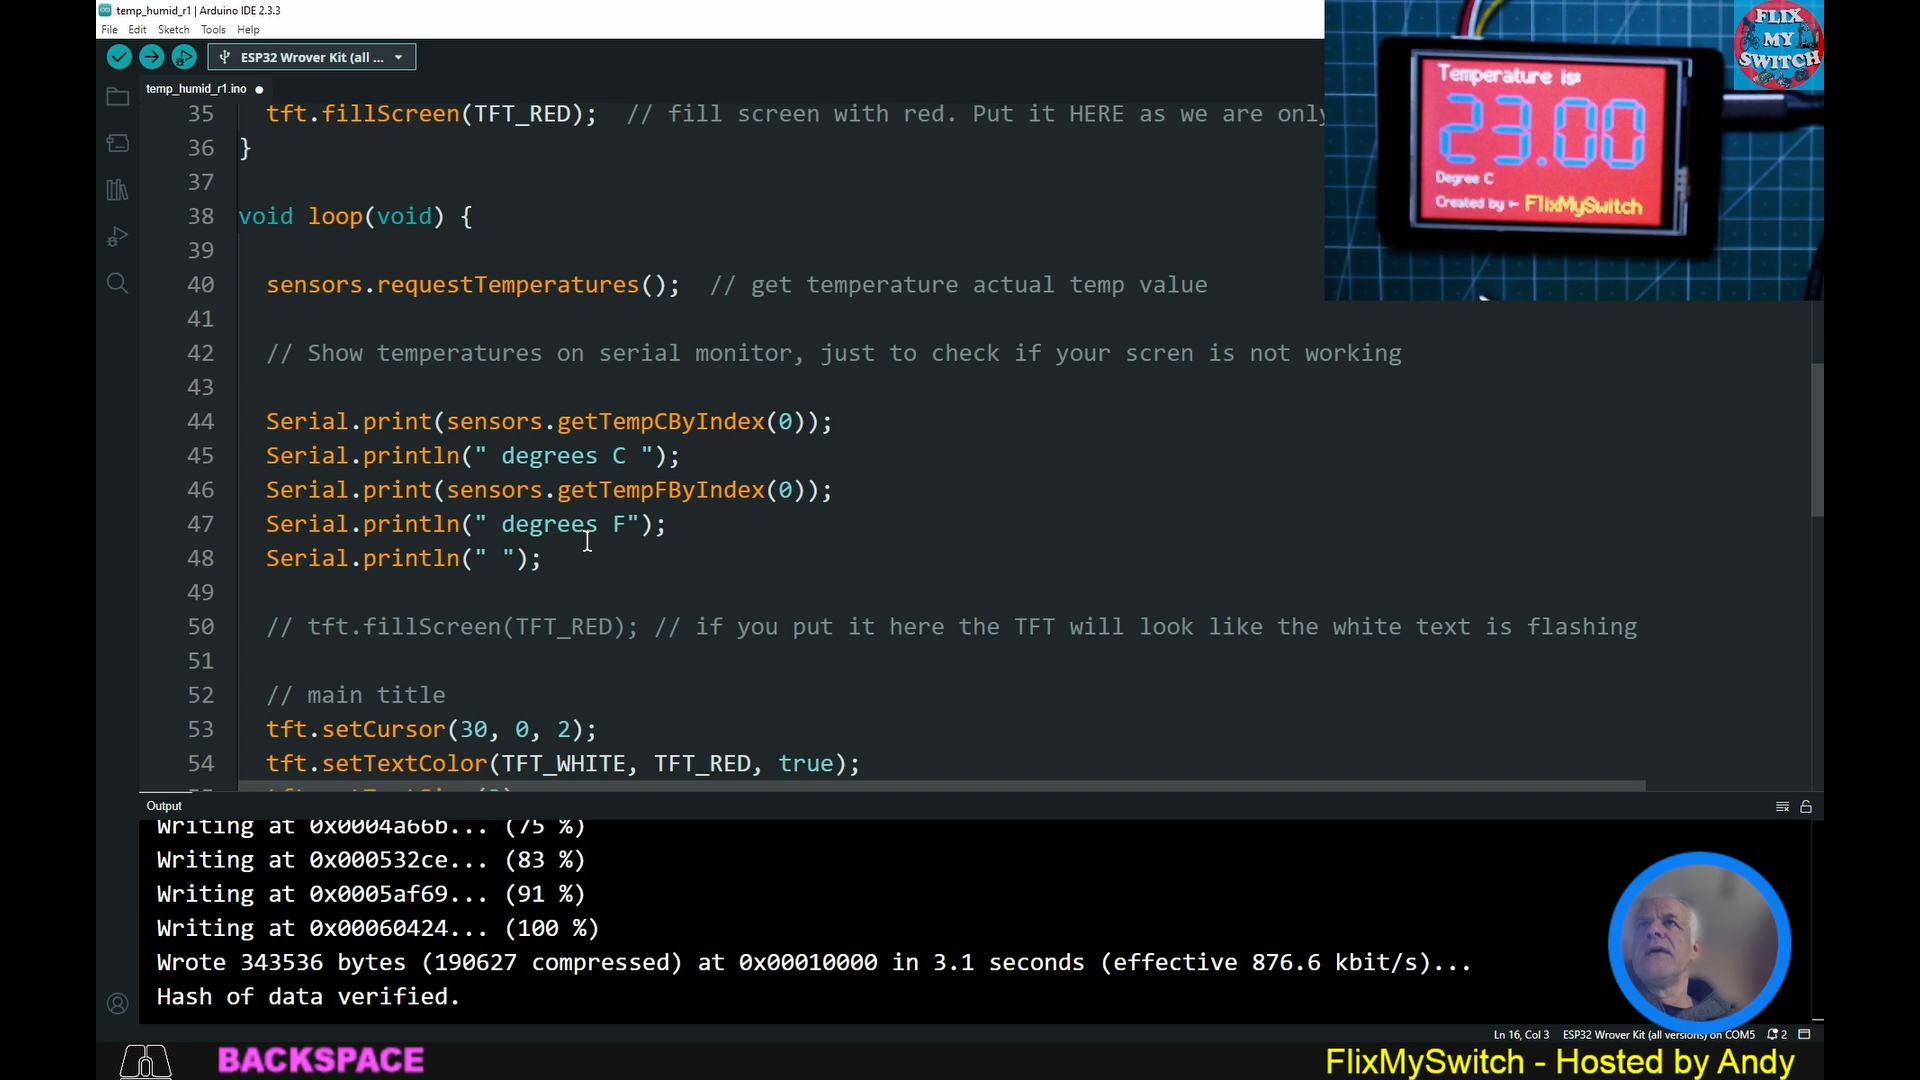 temp_humid_r1 | Arduino IDE 2.3.3
File Edit Sketch Tools Help
ESP32 Wrover Kit (all ...
temp_humid_r1.ino
35 tft.fillScreen(TFT_RED); // fill screen with red. Put it HERE as we are only
36 }
37
38 void loop(void) {
39
40 sensors.requestTemperatures(); // get temperature actual temp value
41
42 // Show temperatures on serial monitor, just to check if your scren is not working
43
44 Serial.print(sensors.getTempCByIndex(0));
45 Serial.println(" degrees C ");
46 Serial.print(sensors.getTempFByIndex(0));
47 Serial.println(" degrees F");
48 Serial.println(" ");
49
50 // tft.fillScreen(TFT_RED); // if you put it here the TFT will look like the white text is flashing
51
52 // main title
53 tft.setCursor(30, 0, 2);
54 tft.setTextColor(TFT_WHITE, TFT_RED, true);
Temperature is:
23.00
Degree C
Created by :- FlixMySwitch
FLIX
MY
SWITCH
Output
Writing at 0x0004a66b... (75 %)
Writing at 0x000532ce... (83 %)
Writing at 0x0005af69... (91 %)
Writing at 0x00060424... (100 %)
Wrote 343536 bytes (190627 compressed) at 0x00010000 in 3.1 seconds (effective 876.6 kbit/s)...
Hash of data verified.
Ln 16, Col 3 ESP32 Wrover Kit (all versions) on COM5 2
BACKSPACE
FlixMySwitch - Hosted by Andy